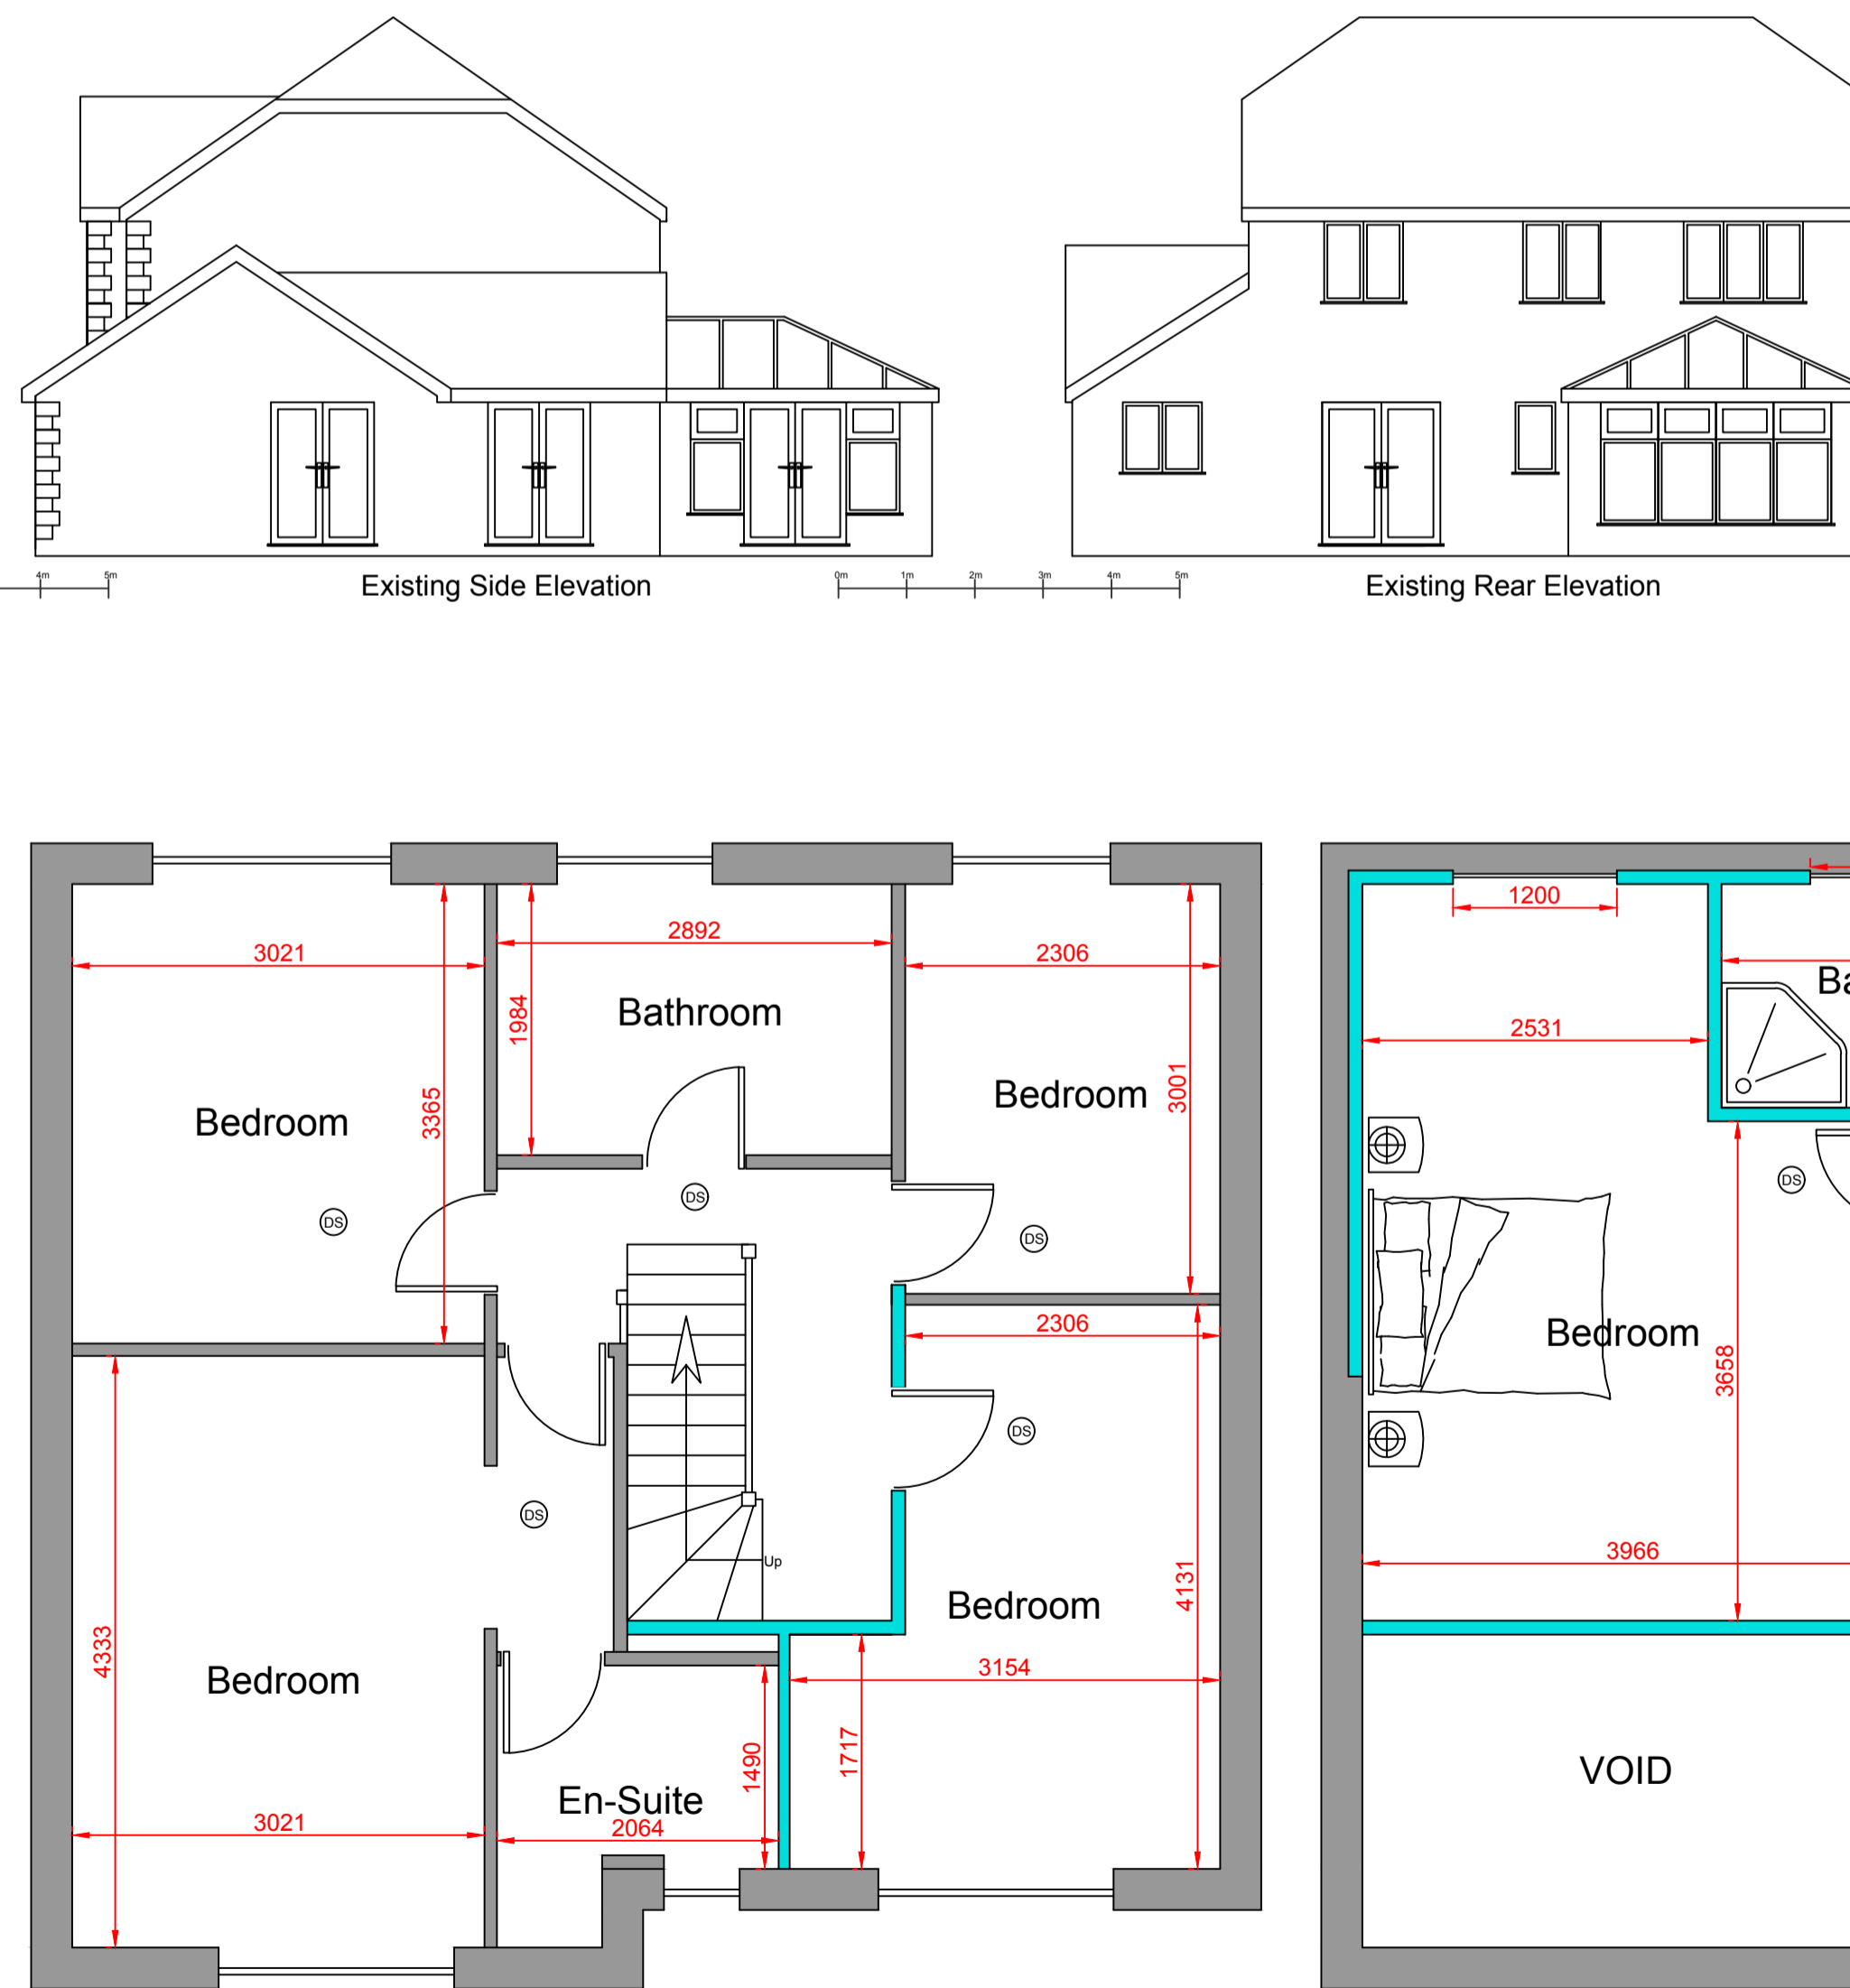 4m 5m
Existing Side Elevation
0m 1m 2m 3m 4m 5m
Existing Rear Elevation
1200
3021
2892
2306
Ba
1984
Bathroom
2531
Bedroom
3365
Bedroom
3001
DS
DS
DS
DS
2306
Bedroom
3658
DS
DS
3966
Up
4333
Bedroom
4131
Bedroom
3154
1717
1490
VOID
En-Suite
3021
2064